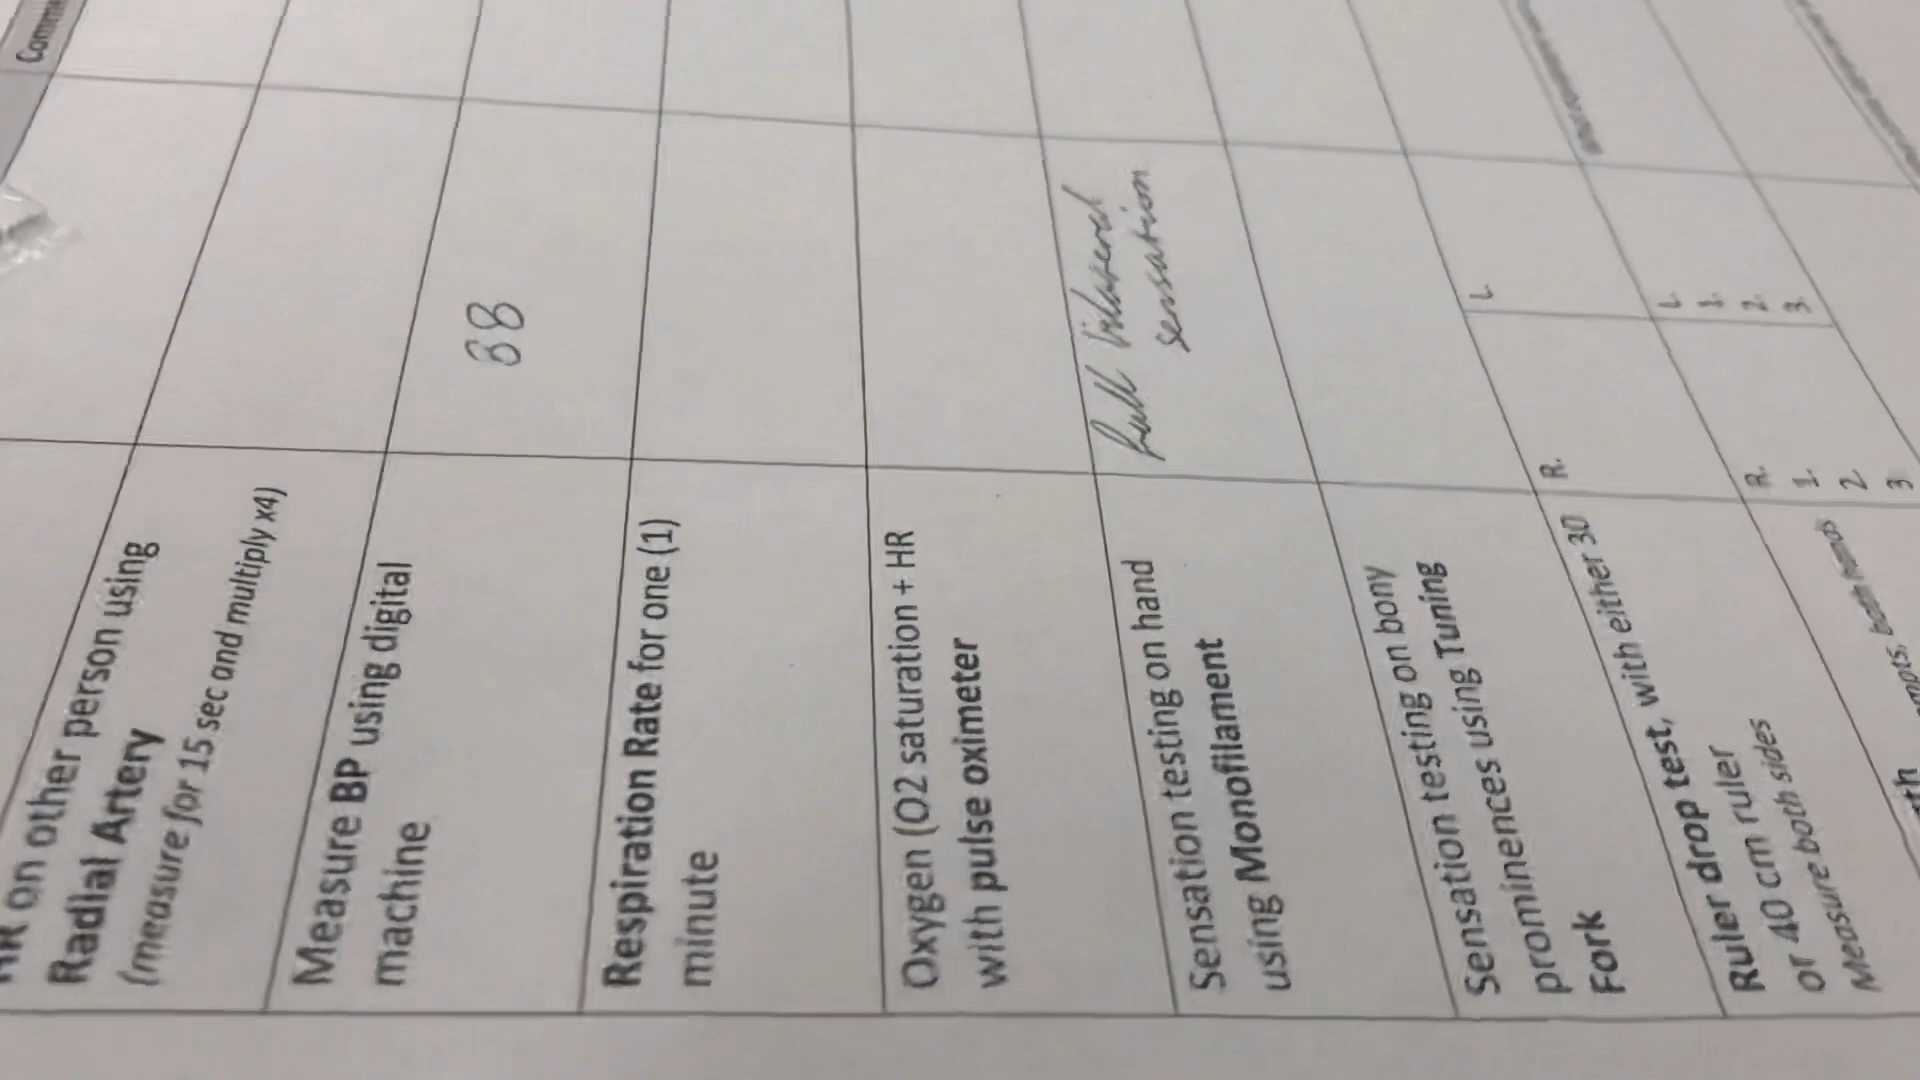 Com
HR on other person using
Radial Artery
(measure for 15 sec and multiply x4)
Measure BP using digital
machine
88
Respiration Rate for one (1)
minute
Oxygen (O2 saturation + HR
with pulse oximeter
Sensation testing on hand
using Monofilament
full bilateral
sensation
Sensation testing on bony
prominences using Tuning
Fork
R.
L.
Ruler drop test, with either 30
or 40 cm ruler
Measure both sides
R.
1.
2
3
L.
1.
2.
3.
both hands